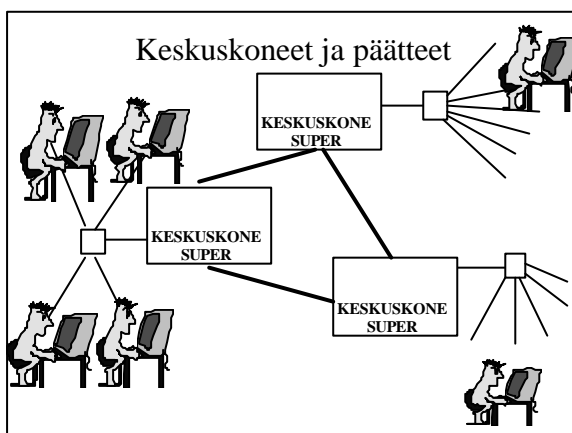 Keskuskoneet ja päätteet
KESKUSKONE
SUPER
KESKUSKONE
SUPER
KESKUSKONE
SUPER